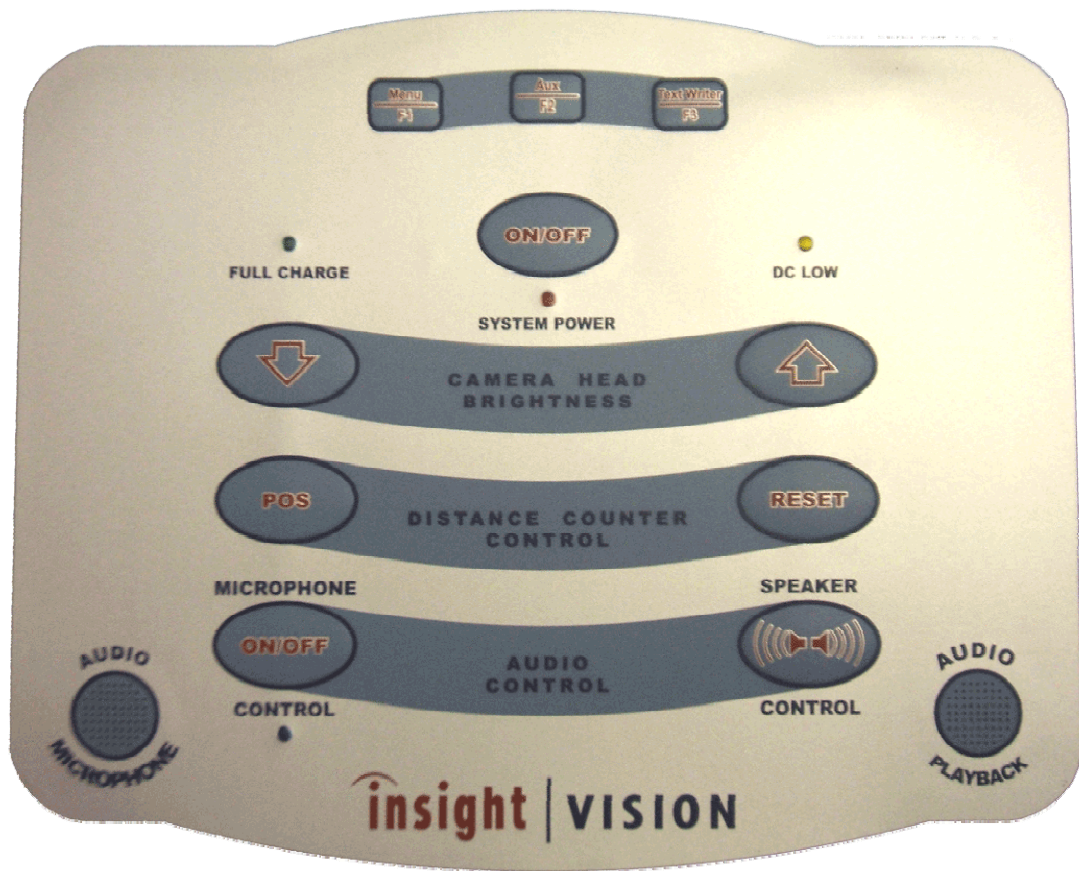 Menu
F1
Aux
F2
Text Writer
F3
ON/OFF
FULL CHARGE
DC LOW
SYSTEM POWER
CAMERA HEAD
BRIGHTNESS
POS
RESET
DISTANCE COUNTER
CONTROL
MICROPHONE
SPEAKER
ON/OFF
AUDIO
CONTROL
CONTROL
CONTROL
AUDIO
MICROPHONE
AUDIO
PLAYBACK
insight | VISION